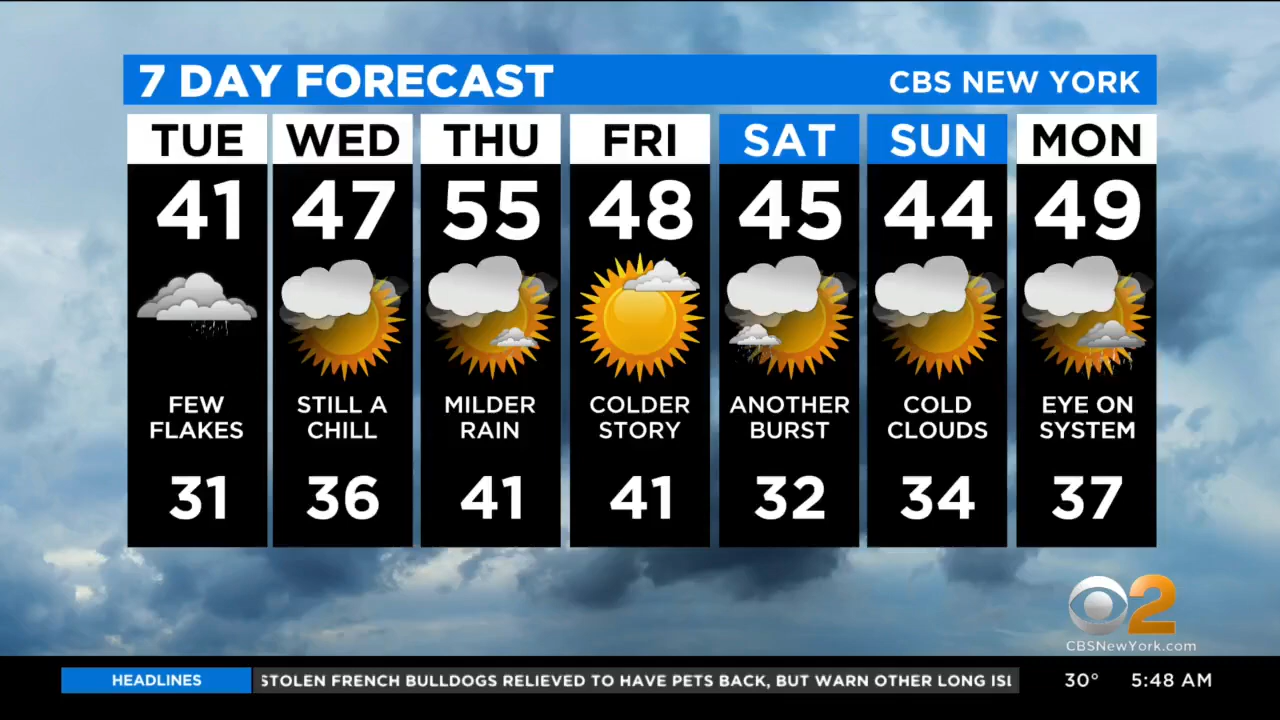 7 DAY FORECAST
CBS NEW YORK
TUE WED THU FRI SAT SUN MON
41 47 55 48 45 44 49
FEW FLAKES
STILL A CHILL
MILDER RAIN
COLDER STORY
ANOTHER BURST
COLD CLOUDS
EYE ON SYSTEM
31 36 41 41 32 34 37
2
CBSNewYork.com
HEADLINES
STOLEN FRENCH BULLDOGS RELIEVED TO HAVE PETS BACK, BUT WARN OTHER LONG ISL
30° 5:48 AM